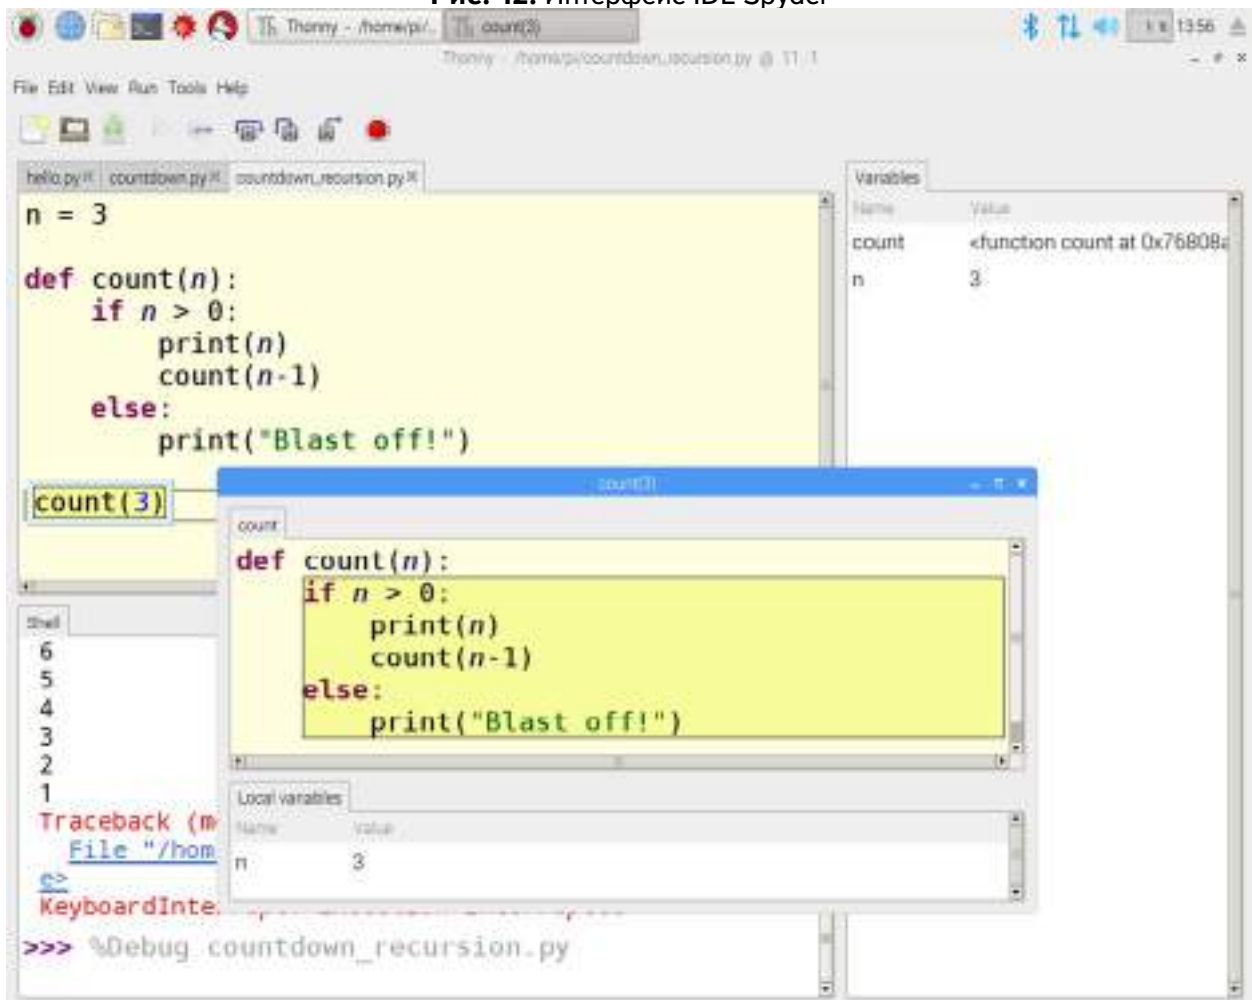 Рис. 12. Интерфейс IDE Spyder
Thonny - /home/pi/.. count(3) 13:56
Thonny - /home/pi/countdown_recursion.py @ 11 : 1
File Edit View Run Tools Help
hello.py countdown.py countdown_recursion.py
n = 3
def count(n):
if n > 0:
print(n)
count(n-1)
else:
print("Blast off!")
count(3)
Variables
Name Value
count <function count at 0x76808a
n 3
count(3)
count
def count(n):
if n > 0:
print(n)
count(n-1)
else:
print("Blast off!")
Local variables
Name Value
n 3
Shell
6
5
4
3
2
1
Traceback (m
File "/hom
e>
KeyboardInte
>>> %Debug countdown_recursion.py